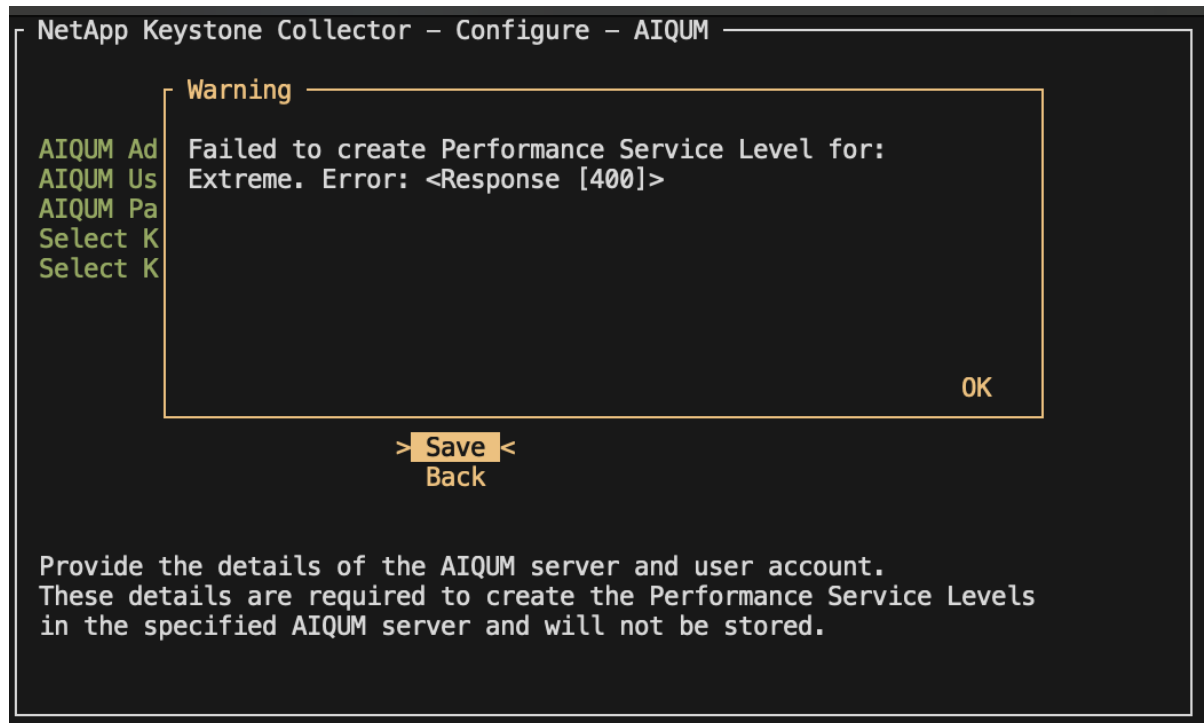 NetApp Keystone Collector – Configure – AIQUM
Warning
AIQUM Ad
Failed to create Performance Service Level for:
AIQUM Us
Extreme. Error: <Response [400]>
AIQUM Pa
Select K
Select K
OK
> Save <
Back
Provide the details of the AIQUM server and user account.
These details are required to create the Performance Service Levels
in the specified AIQUM server and will not be stored.